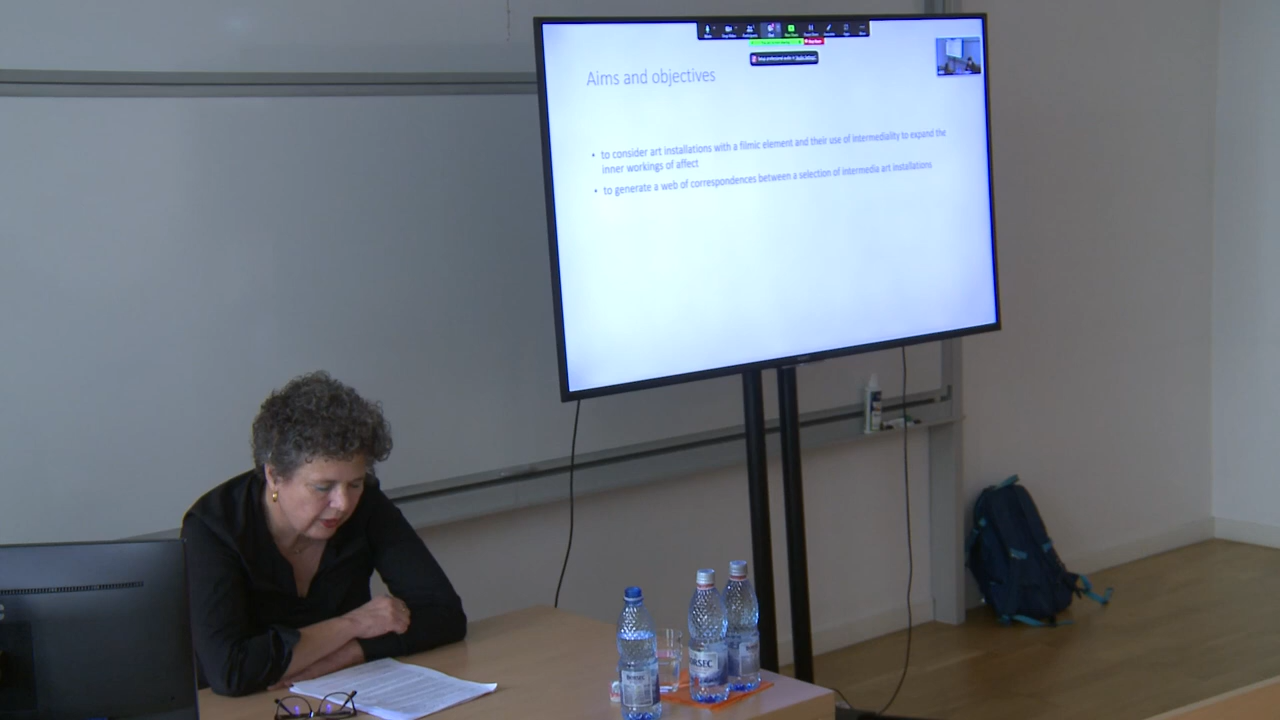 Aims and objectives
• to consider art installations with a filmic element and their use of intermediality to expand the
inner workings of affect
• to generate a web of correspondences between a selection of intermedia art installations